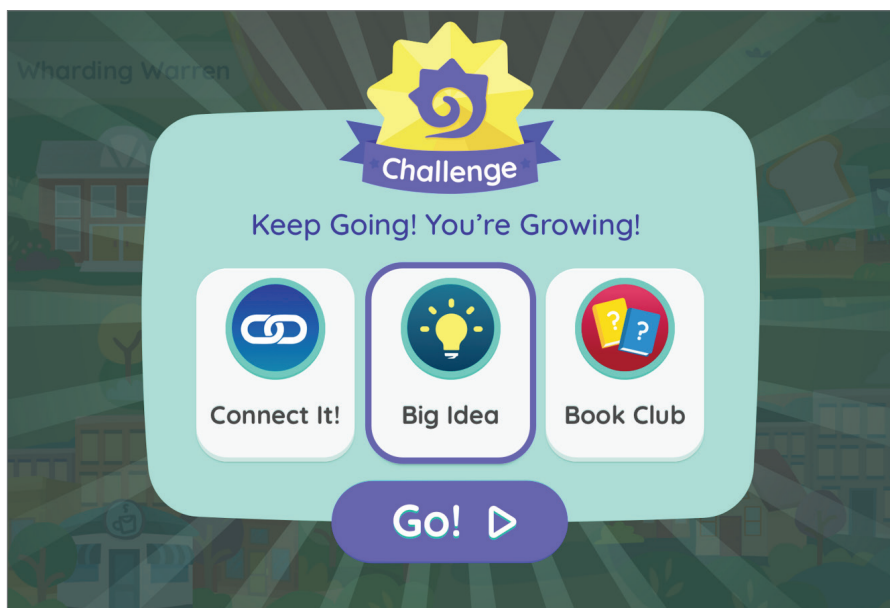 Wharding Warren
Challenge
Keep Going! You’re Growing!
Connect It!
Big Idea
? ?
Book Club
Go!